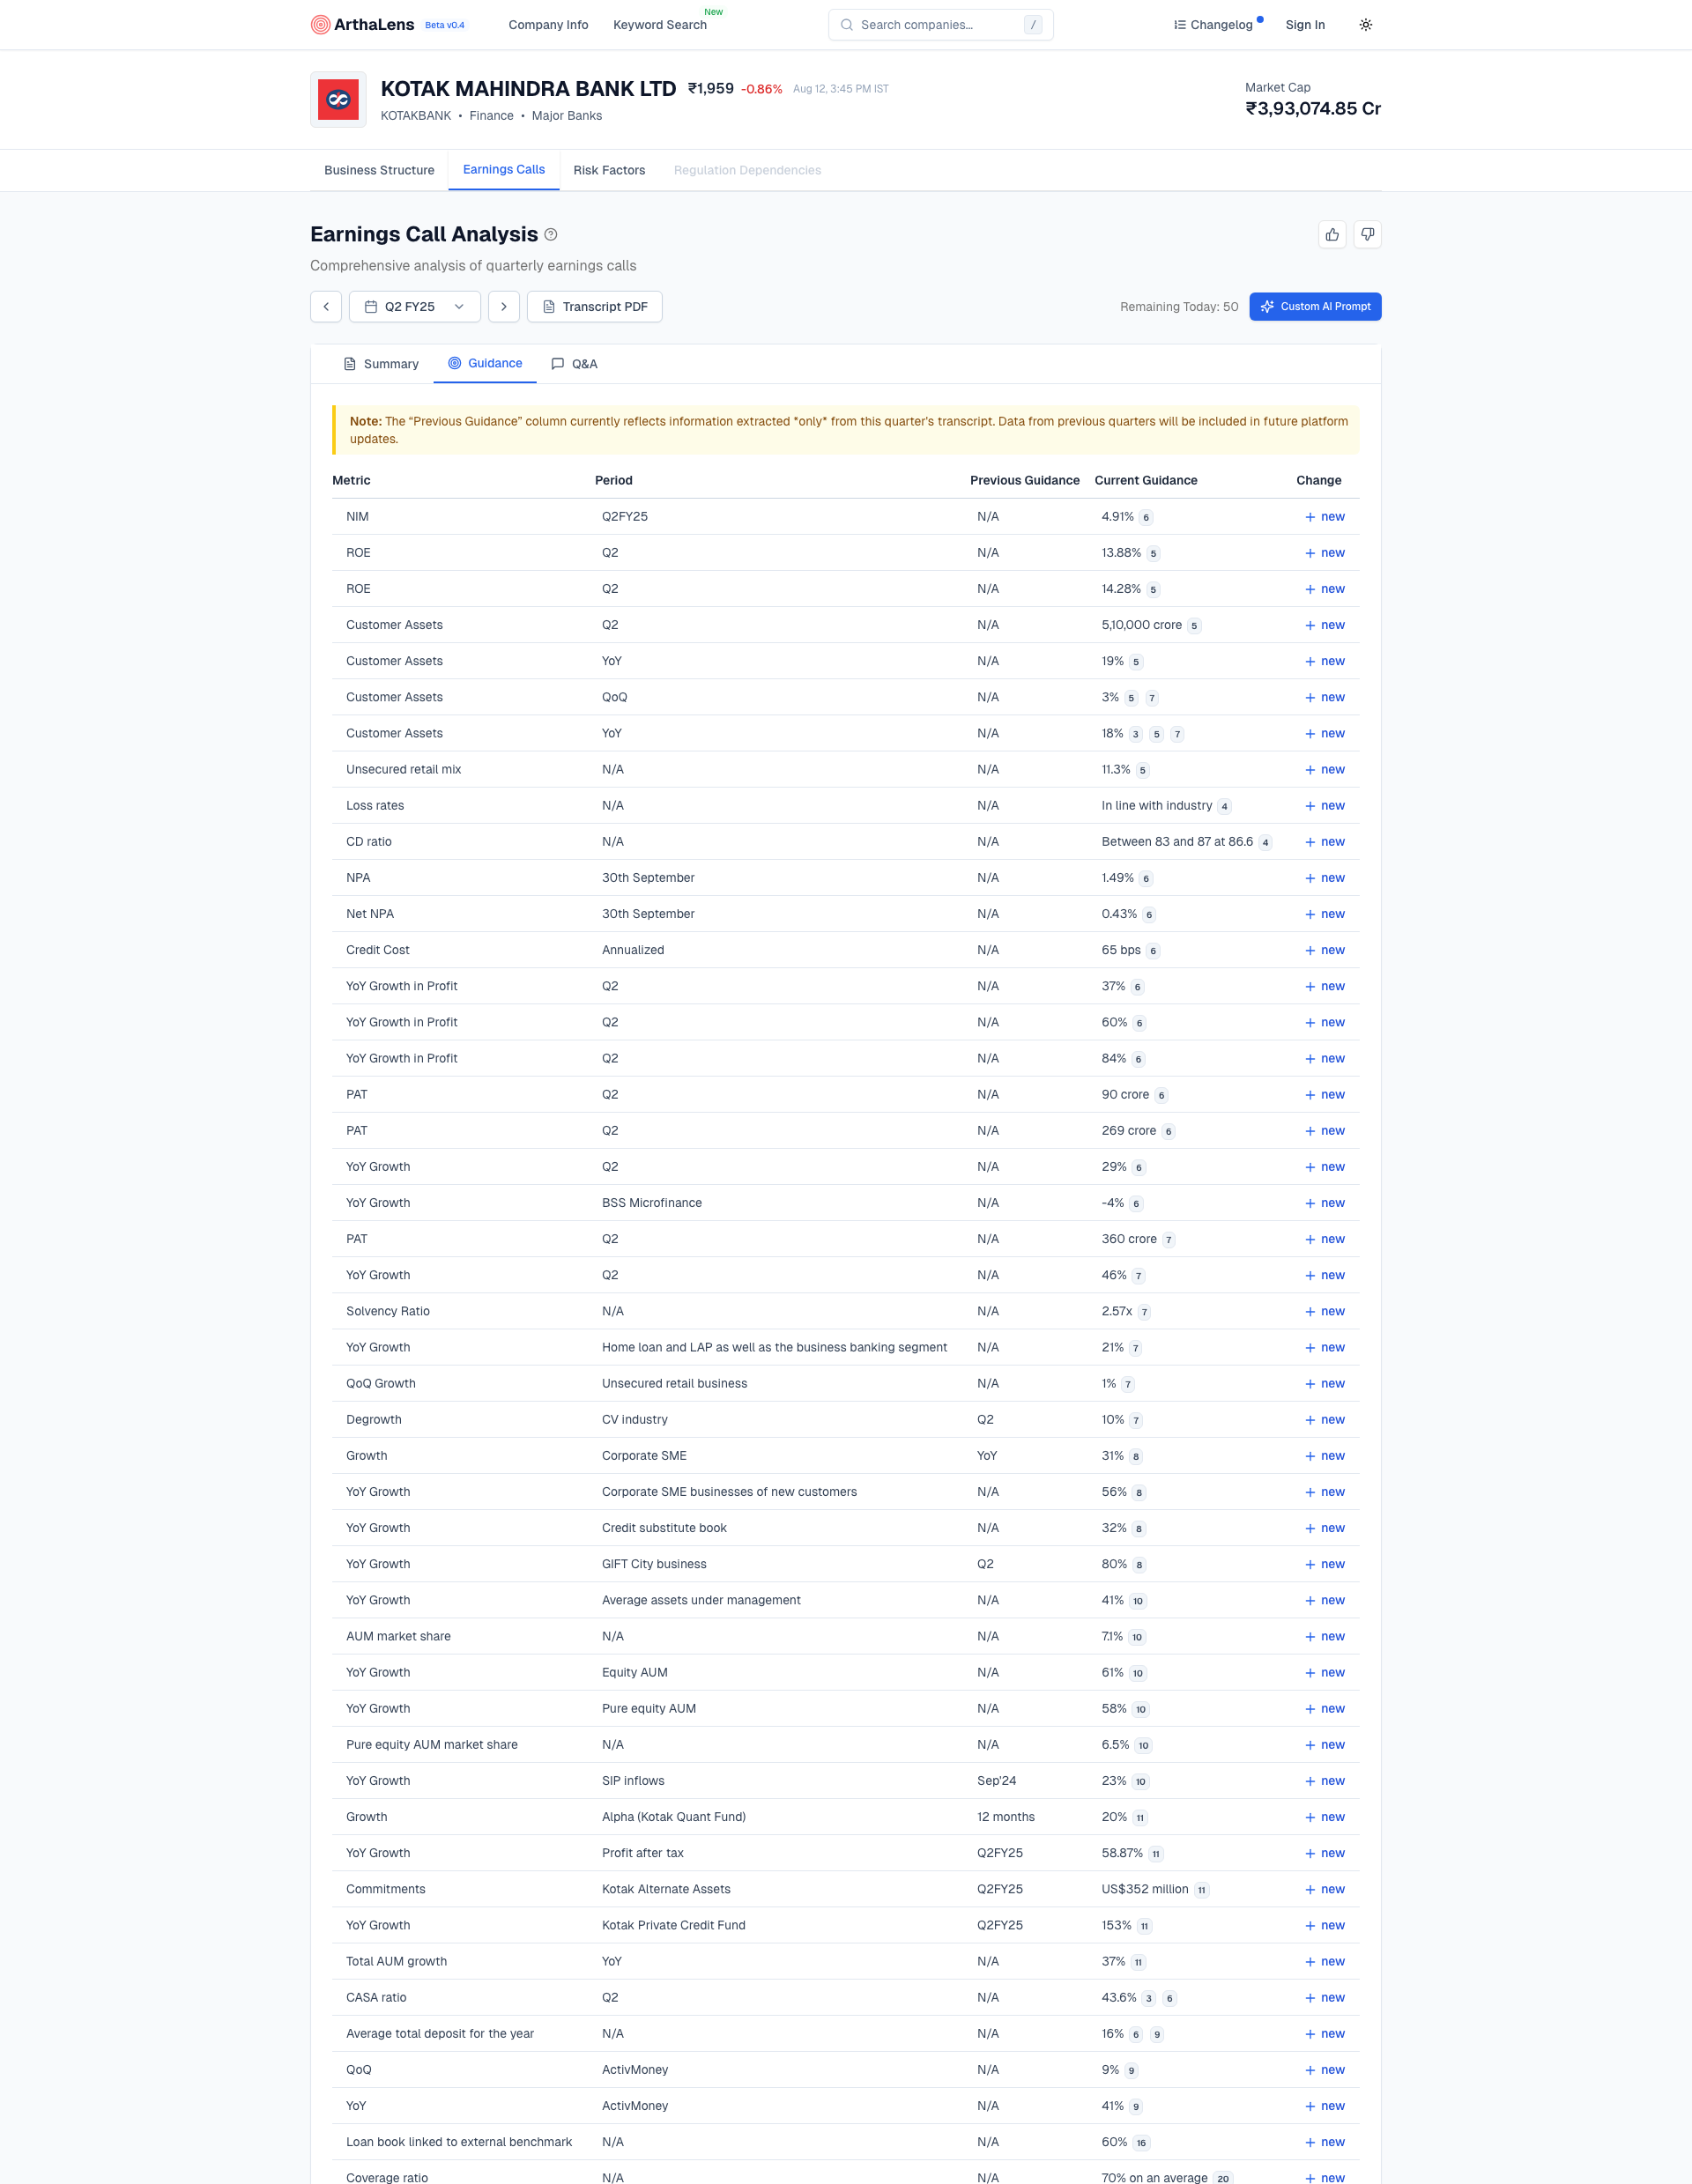 ArthaLens Beta v0.4 Company Info Keyword Search New Search companies... / Changelog Sign In
KOTAK MAHINDRA BANK LTD ₹1,959 -0.86% Aug 12, 3:45 PM IST
KOTAKBANK • Finance • Major Banks
Market Cap
₹3,93,074.85 Cr
Business Structure Earnings Calls Risk Factors Regulation Dependencies
Earnings Call Analysis
Comprehensive analysis of quarterly earnings calls
Q2 FY25 Transcript PDF Remaining Today: 50 Custom AI Prompt
Summary Guidance Q&A
Note: The “Previous Guidance” column currently reflects information extracted *only* from this quarter's transcript. Data from previous quarters will be included in future platform
updates.
Metric Period Previous Guidance Current Guidance Change
NIM Q2FY25 N/A 4.91% 6 + new
ROE Q2 N/A 13.88% 5 + new
ROE Q2 N/A 14.28% 5 + new
Customer Assets Q2 N/A 5,10,000 crore 5 + new
Customer Assets YoY N/A 19% 5 + new
Customer Assets QoQ N/A 3% 5 7 + new
Customer Assets YoY N/A 18% 3 5 7 + new
Unsecured retail mix N/A N/A 11.3% 5 + new
Loss rates N/A N/A In line with industry 4 + new
CD ratio N/A N/A Between 83 and 87 at 86.6 4 + new
NPA 30th September N/A 1.49% 6 + new
Net NPA 30th September N/A 0.43% 6 + new
Credit Cost Annualized N/A 65 bps 6 + new
YoY Growth in Profit Q2 N/A 37% 6 + new
YoY Growth in Profit Q2 N/A 60% 6 + new
YoY Growth in Profit Q2 N/A 84% 6 + new
PAT Q2 N/A 90 crore 6 + new
PAT Q2 N/A 269 crore 6 + new
YoY Growth Q2 N/A 29% 6 + new
YoY Growth BSS Microfinance N/A -4% 6 + new
PAT Q2 N/A 360 crore 7 + new
YoY Growth Q2 N/A 46% 7 + new
Solvency Ratio N/A N/A 2.57x 7 + new
YoY Growth Home loan and LAP as well as the business banking segment N/A 21% 7 + new
QoQ Growth Unsecured retail business N/A 1% 7 + new
Degrowth CV industry Q2 10% 7 + new
Growth Corporate SME YoY 31% 8 + new
YoY Growth Corporate SME businesses of new customers N/A 56% 8 + new
YoY Growth Credit substitute book N/A 32% 8 + new
YoY Growth GIFT City business Q2 80% 8 + new
YoY Growth Average assets under management N/A 41% 10 + new
AUM market share N/A N/A 7.1% 10 + new
YoY Growth Equity AUM N/A 61% 10 + new
YoY Growth Pure equity AUM N/A 58% 10 + new
Pure equity AUM market share N/A N/A 6.5% 10 + new
YoY Growth SIP inflows Sep'24 23% 10 + new
Growth Alpha (Kotak Quant Fund) 12 months 20% 11 + new
YoY Growth Profit after tax Q2FY25 58.87% 11 + new
Commitments Kotak Alternate Assets Q2FY25 US$352 million 11 + new
YoY Growth Kotak Private Credit Fund Q2FY25 153% 11 + new
Total AUM growth YoY N/A 37% 11 + new
CASA ratio Q2 N/A 43.6% 3 6 + new
Average total deposit for the year N/A N/A 16% 6 9 + new
QoQ ActivMoney N/A 9% 9 + new
YoY ActivMoney N/A 41% 9 + new
Loan book linked to external benchmark N/A N/A 60% 16 + new
Coverage ratio N/A N/A 70% on an average 20 + new